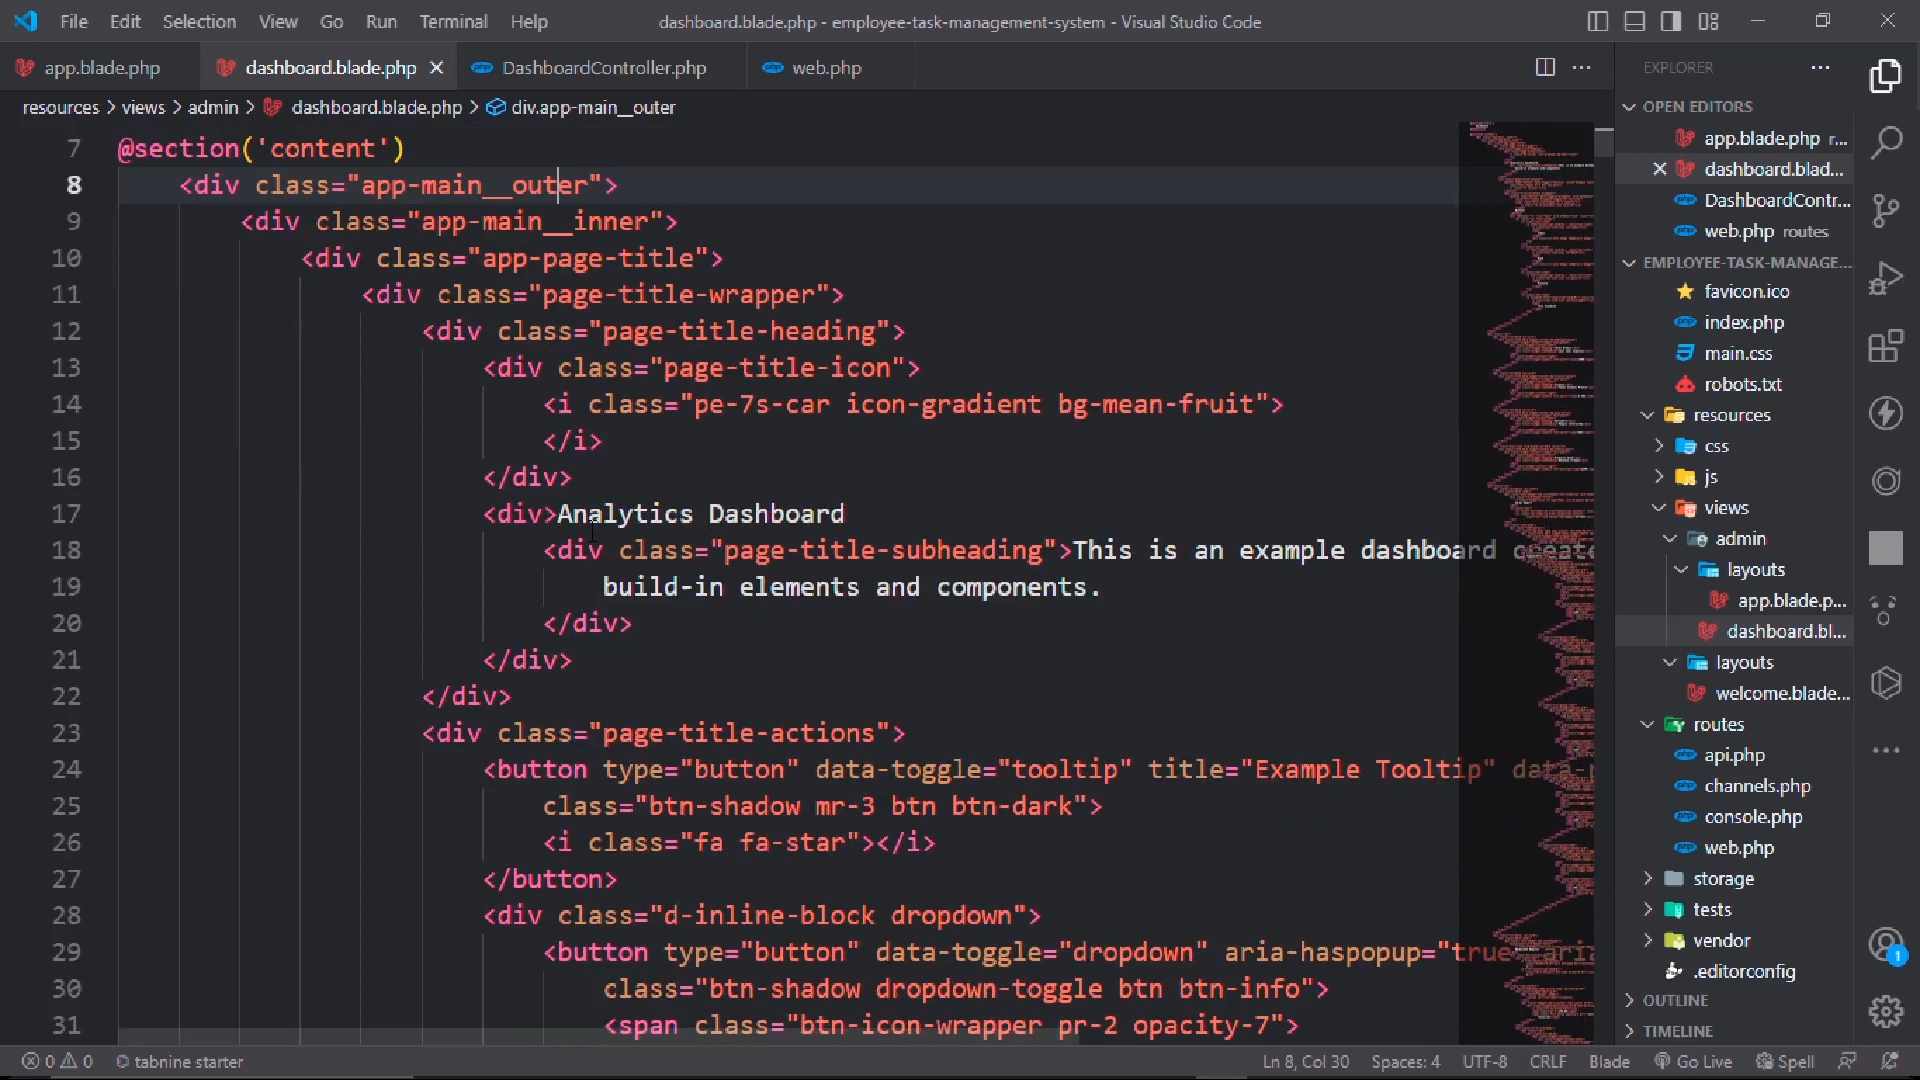 File Edit Selection View Go Run Terminal Help dashboard.blade.php - employee-task-management-system - Visual Studio Code
app.blade.php dashboard.blade.php DashboardController.php web.php
resources > views > admin > dashboard.blade.php > div.app-main__outer
7 @section('content')
8 <div class="app-main__outer">
9 <div class="app-main__inner">
10 <div class="app-page-title">
11 <div class="page-title-wrapper">
12 <div class="page-title-heading">
13 <div class="page-title-icon">
14 <i class="pe-7s-car icon-gradient bg-mean-fruit">
15 </i>
16 </div>
17 <div>Analytics Dashboard
18 <div class="page-title-subheading">This is an example dashboard create
19 build-in elements and components.
20 </div>
21 </div>
22 </div>
23 <div class="page-title-actions">
24 <button type="button" data-toggle="tooltip" title="Example Tooltip" data-p
25 class="btn-shadow mr-3 btn btn-dark">
26 <i class="fa fa-star"></i>
27 </button>
28 <div class="d-inline-block dropdown">
29 <button type="button" data-toggle="dropdown" aria-haspopup="true" aria
30 class="btn-shadow dropdown-toggle btn btn-info">
31 <span class="btn-icon-wrapper pr-2 opacity-7">
EXPLORER
OPEN EDITORS
app.blade.php r...
dashboard.blad...
DashboardContr...
web.php routes
EMPLOYEE-TASK-MANAGE...
favicon.ico
index.php
main.css
robots.txt
resources
css
js
views
admin
layouts
app.blade.p...
dashboard.bl...
layouts
welcome.blade...
routes
api.php
channels.php
console.php
web.php
storage
tests
vendor
.editorconfig
OUTLINE
TIMELINE
1
0 0 tabnine starter Ln 8, Col 30 Spaces: 4 UTF-8 CRLF Blade Go Live Spell